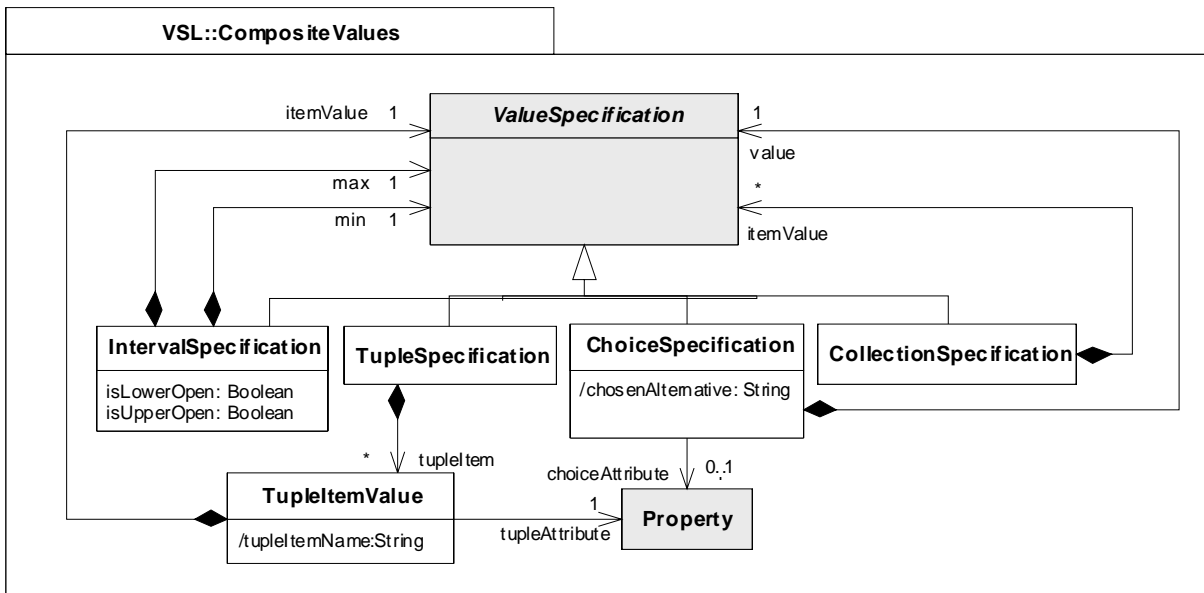 VSL::CompositeValues
itemValue 1
ValueSpecification
1
value
max 1
*
min 1
itemValue
IntervalSpecification
isLowerOpen: Boolean
isUpperOpen: Boolean
TupleSpecification
ChoiceSpecification
/chosenAlternative: String
CollectionSpecification
* tupleItem
choiceAttribute 0..1
TupleItemValue
/tupleItemName:String
1
tupleAttribute
Property